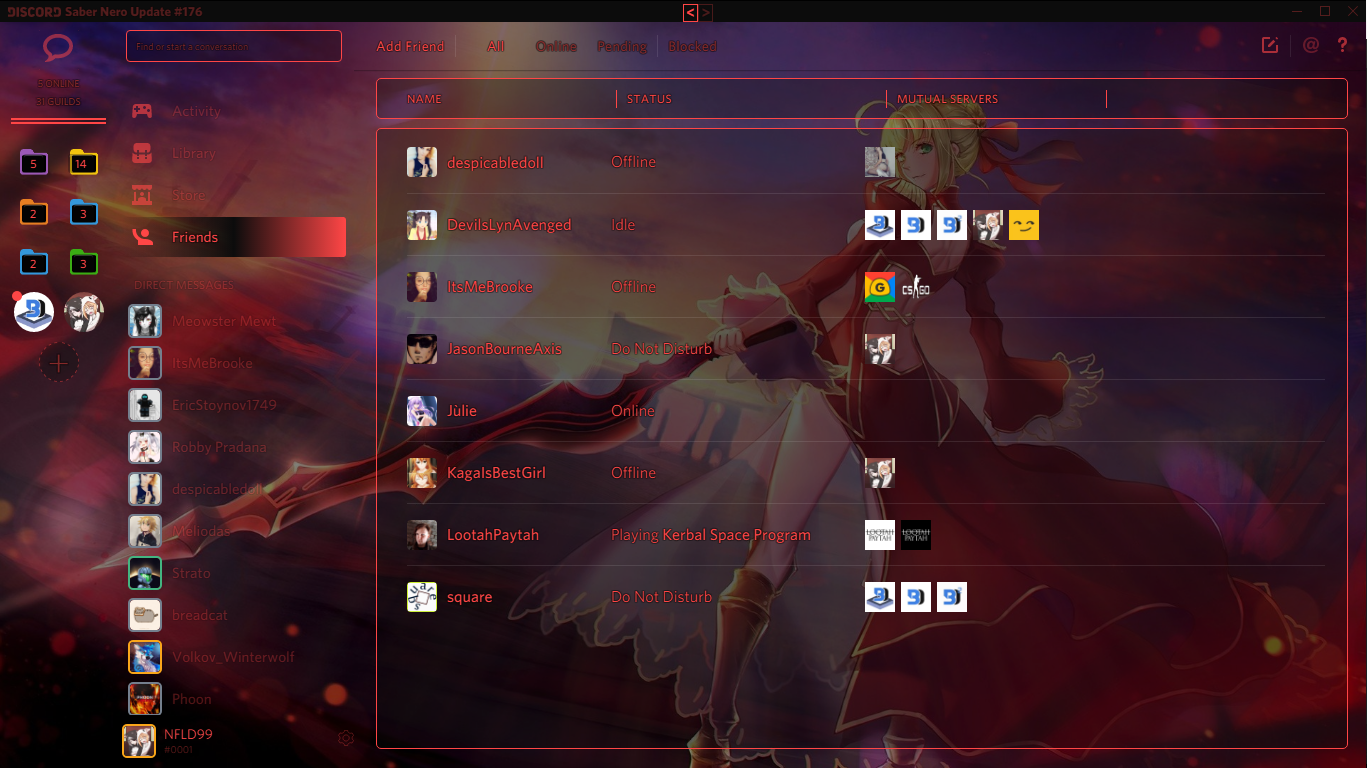 DISCORD Saber Nero Update #176
< >
Find or start a conversation
Add Friend All Online Pending Blocked
@ ?
5 ONLINE
31 GUILDS
5 14
2 3
2 3
Activity
Library
Store
Friends
DIRECT MESSAGES
Meowster Mewt
ItsMeBrooke
EricStoynov1749
Robby Pradana
despicabledoll
Meliodas
Strato
breadcat
Volkov_Winterwolf
Phoon
NFLD99
#0001
NAME STATUS MUTUAL SERVERS
despicabledoll Offline
DevilsLynAvenged Idle
ItsMeBrooke Offline G CS GO
JasonBourneAxis Do Not Disturb
Jùlie Online
KagaIsBestGirl Offline
LootahPaytah Playing Kerbal Space Program LOOTAH PAYTAH LOOTAH PAYTAH
square Do Not Disturb